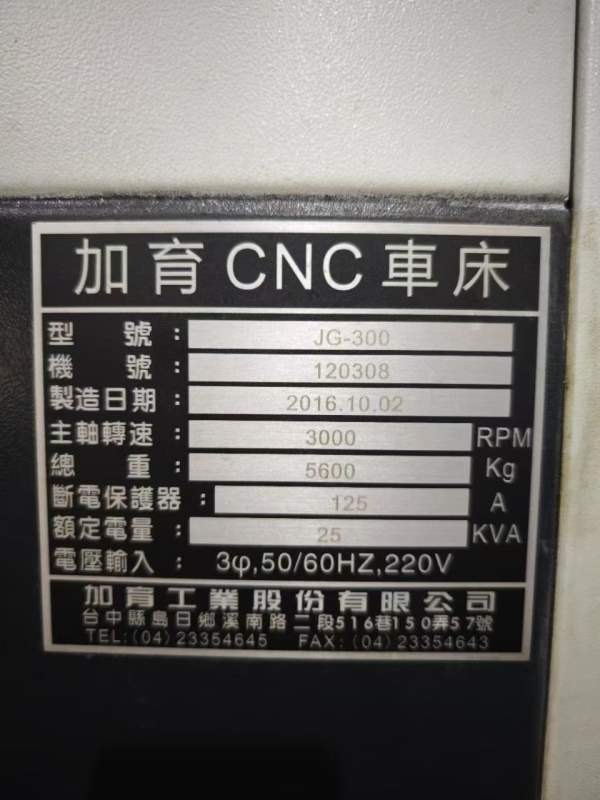 加育CNC車床
型號： JG-300
機號： 120308
製造日期： 2016.10.02
主軸轉速： 3000 RPM
總重： 5600 Kg
斷電保護器： 125 A
額定電量： 25 KVA
電壓輸入： 3φ,50/60HZ,220V
加育工業股份有限公司
台中縣烏日鄉溪南路二段516巷150弄57號
TEL:(04)23354645 FAX:(04)23354643